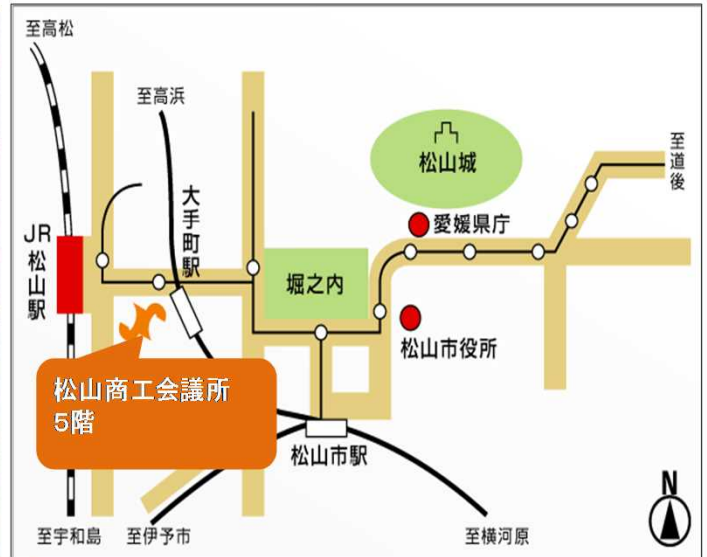 至高松
至高浜
大手町駅
JR
松山駅
松山城
至道後
愛媛県庁
堀之内
松山市役所
松山商工会議所
5階
松山市駅
N
至宇和島
至伊予市
至横河原